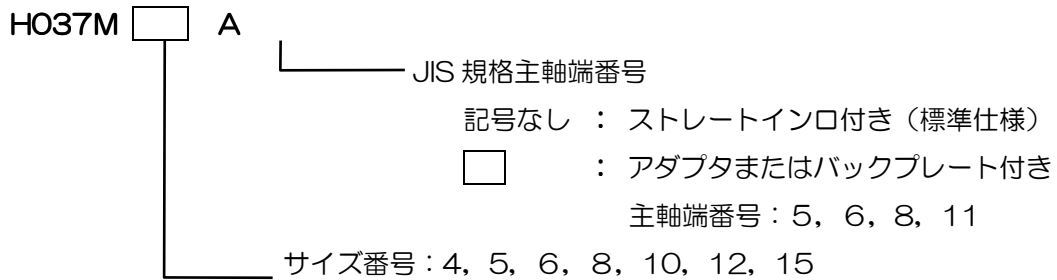 H037M □ A
JIS 規格主軸端番号
記号なし : ストレートインロ付き（標準仕様）
□ : アダプタまたはバックプレート付き
主軸端番号：5，6，8，11
サイズ番号：4，5，6，8，10，12，15